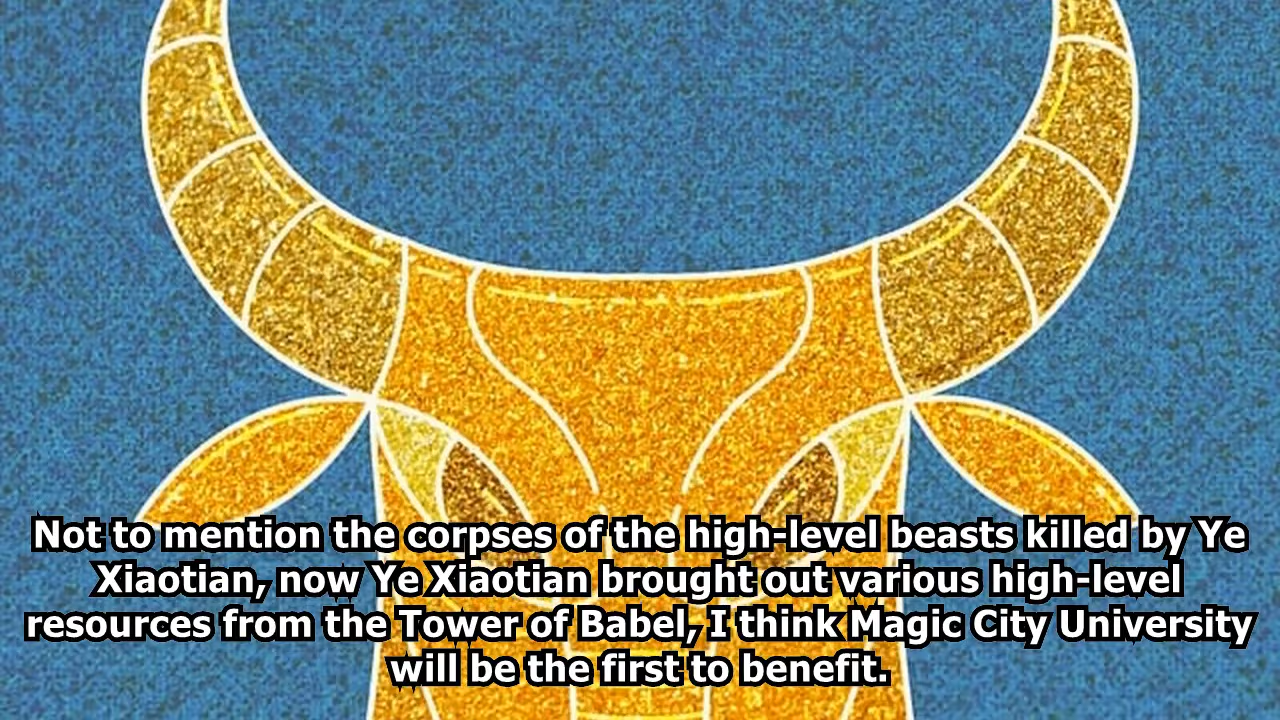 Not to mention the corpses of the high-level beasts killed by Ye
Xiaotian, now Ye Xiaotian brought out various high-level
resources from the Tower of Babel, I think Magic City University
will be the first to benefit.